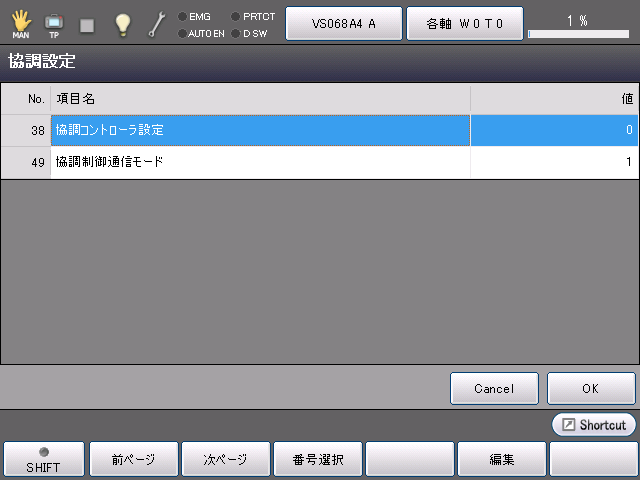 MAN TP EMG PRTCT
AUTO EN D SW
VS068A4 A 各軸 W 0 T 0 1 %
協調設定
No. 項目名 値
38 協調コントローラ設定 0
49 協調制御通信モード 1
Cancel OK
Shortcut
SHIFT 前ページ 次ページ 番号選択 編集